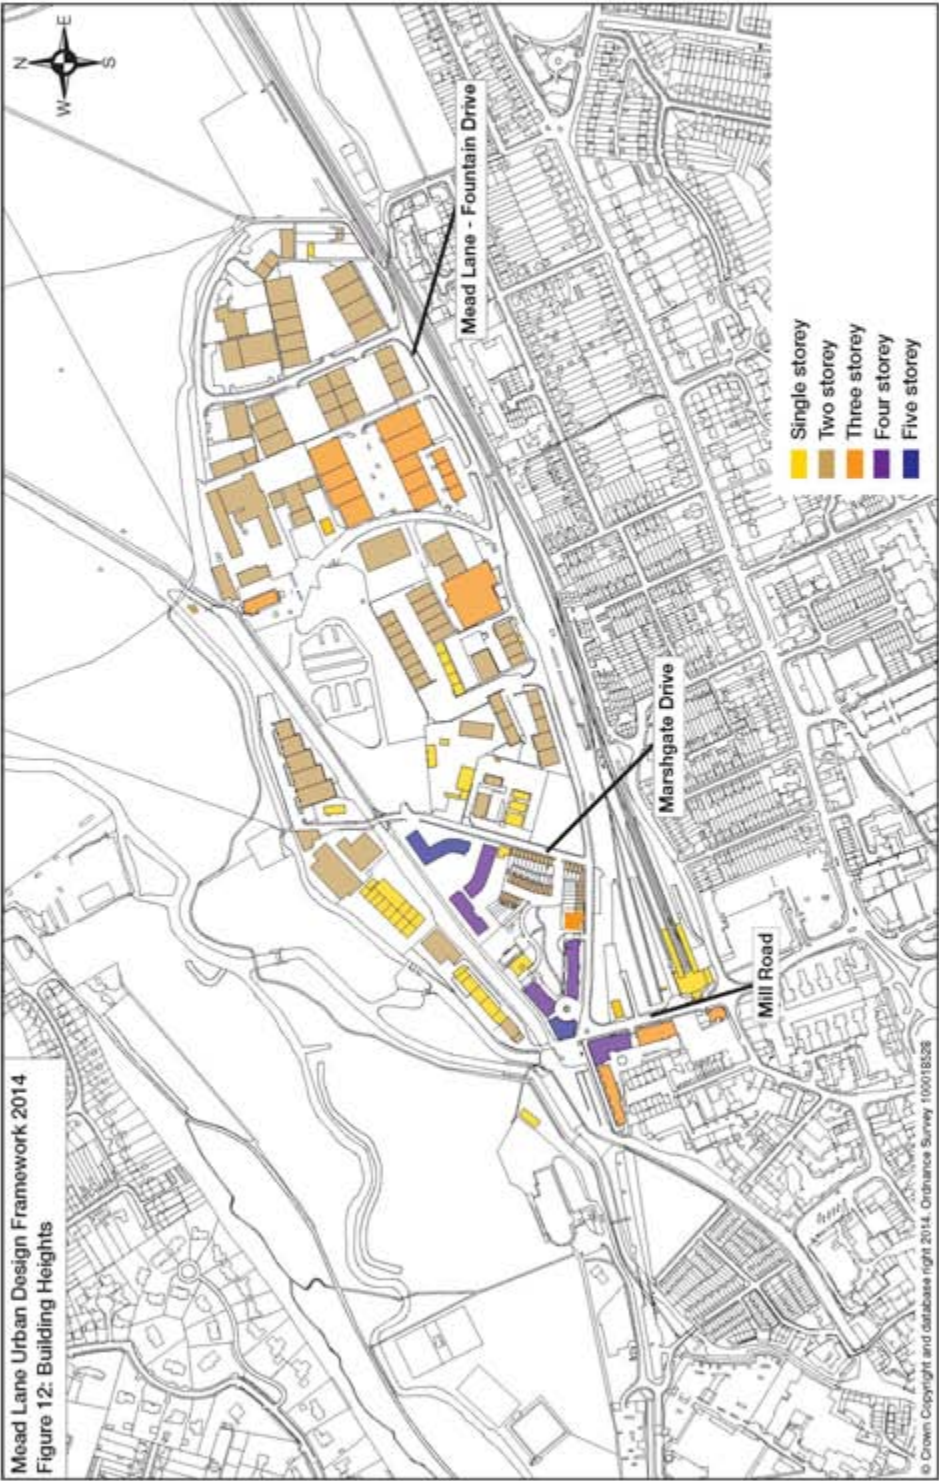 Mead Lane Urban Design Framework 2014
Figure 12: Building Heights
N
E
S
W
Mead Lane - Fountain Drive
Marshgate Drive
Mill Road
Single storey
Two storey
Three storey
Four storey
Five storey
© Crown Copyright and database right 2014. Ordnance Survey 100018528